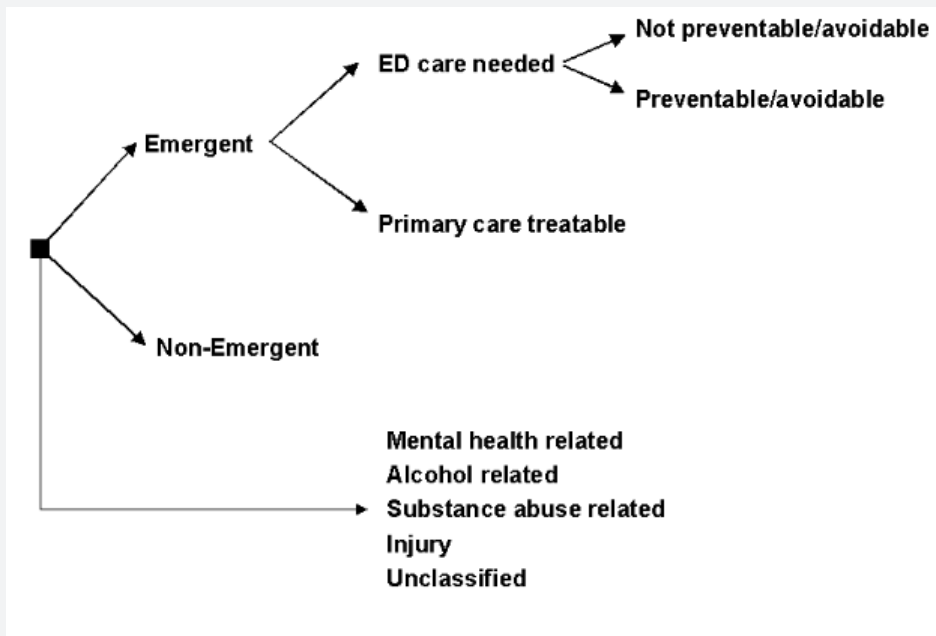 Not preventable/avoidable
ED care needed
Preventable/avoidable
Emergent
Primary care treatable
Non-Emergent
Mental health related
Alcohol related
Substance abuse related
Injury
Unclassified